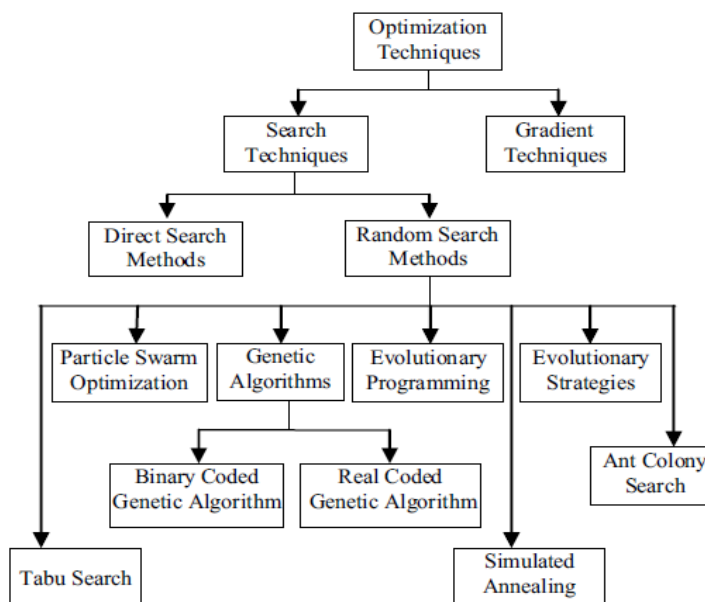 Optimization
Techniques
Search
Techniques
Gradient
Techniques
Direct Search
Methods
Random Search
Methods
Particle Swarm
Optimization
Genetic
Algorithms
Evolutionary
Programming
Evolutionary
Strategies
Binary Coded
Genetic Algorithm
Real Coded
Genetic Algorithm
Ant Colony
Search
Tabu Search
Simulated
Annealing